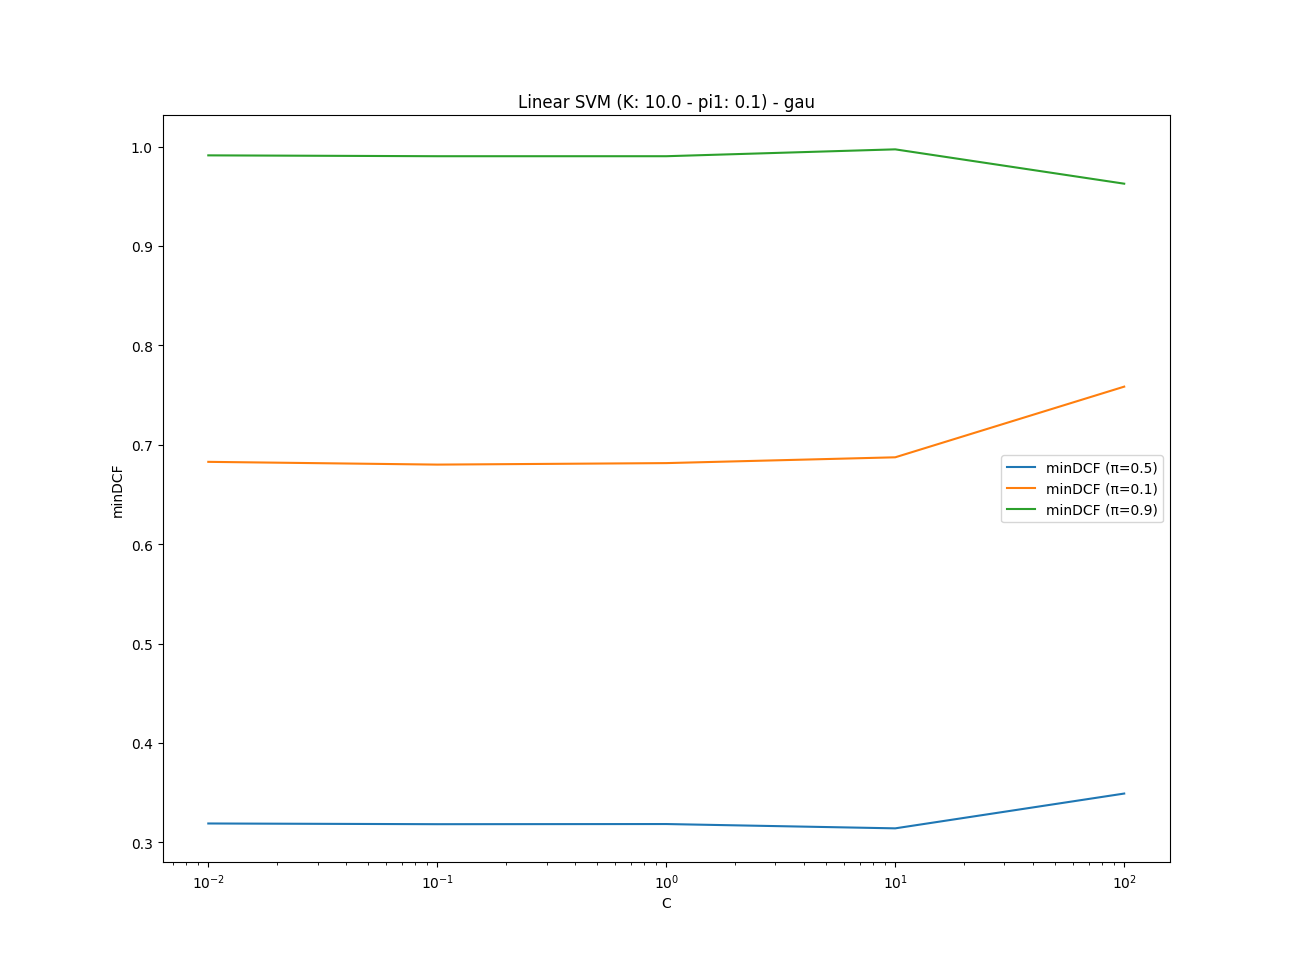 Linear SVM (K: 10.0 - pi1: 0.1) - gau
1.0
0.9
0.8
0.7
0.6
0.5
0.4
0.3
minDCF
minDCF (π=0.5)
minDCF (π=0.1)
minDCF (π=0.9)
10⁻² 10⁻¹ 10⁰ 10¹ 10²
C